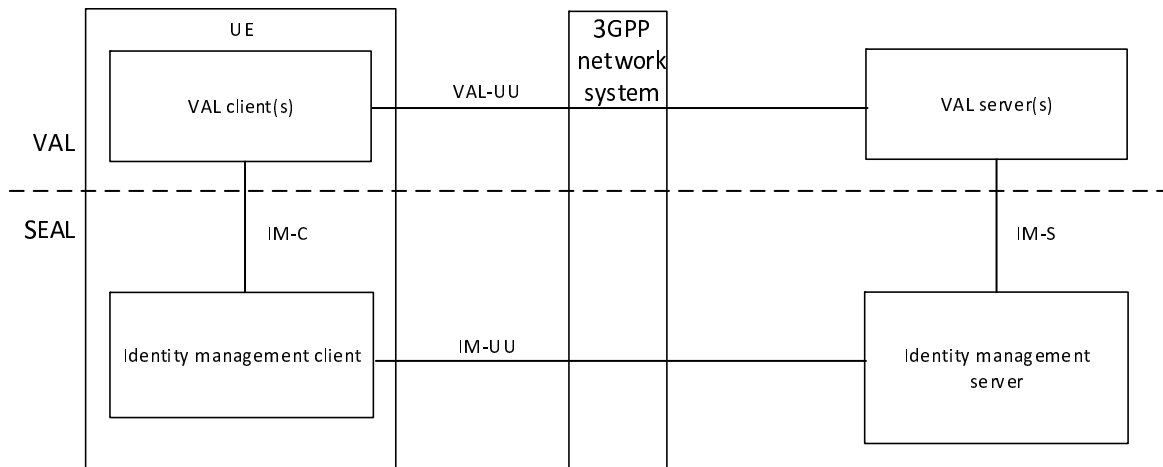 UE
3GPP
network
system
VAL client(s)
VAL-UU
VAL server(s)
VAL
SEAL
IM-C
IM-S
Identity management client
IM-UU
Identity management
server